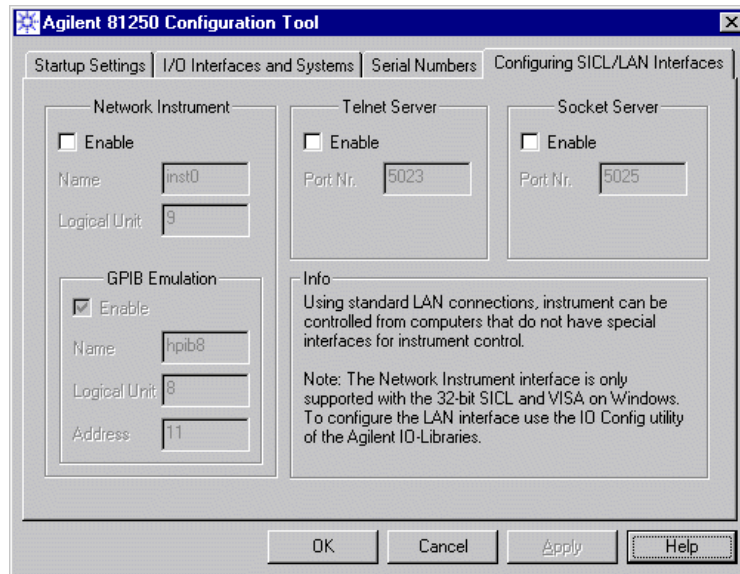 Agilent 81250 Configuration Tool
Startup Settings
I/O Interfaces and Systems
Serial Numbers
Configuring SICL/LAN Interfaces
Network Instrument
Enable
Name
inst0
Logical Unit
9
GPIB Emulation
Enable
Name
hpib8
Logical Unit
8
Address
11
Telnet Server
Enable
Port Nr.
5023
Socket Server
Enable
Port Nr.
5025
Info
Using standard LAN connections, instrument can be
controlled from computers that do not have special
interfaces for instrument control.
Note: The Network Instrument interface is only
supported with the 32-bit SICL and VISA on Windows.
To configure the LAN interface use the IO Config utility
of the Agilent IO-Libraries.
OK
Cancel
Apply
Help